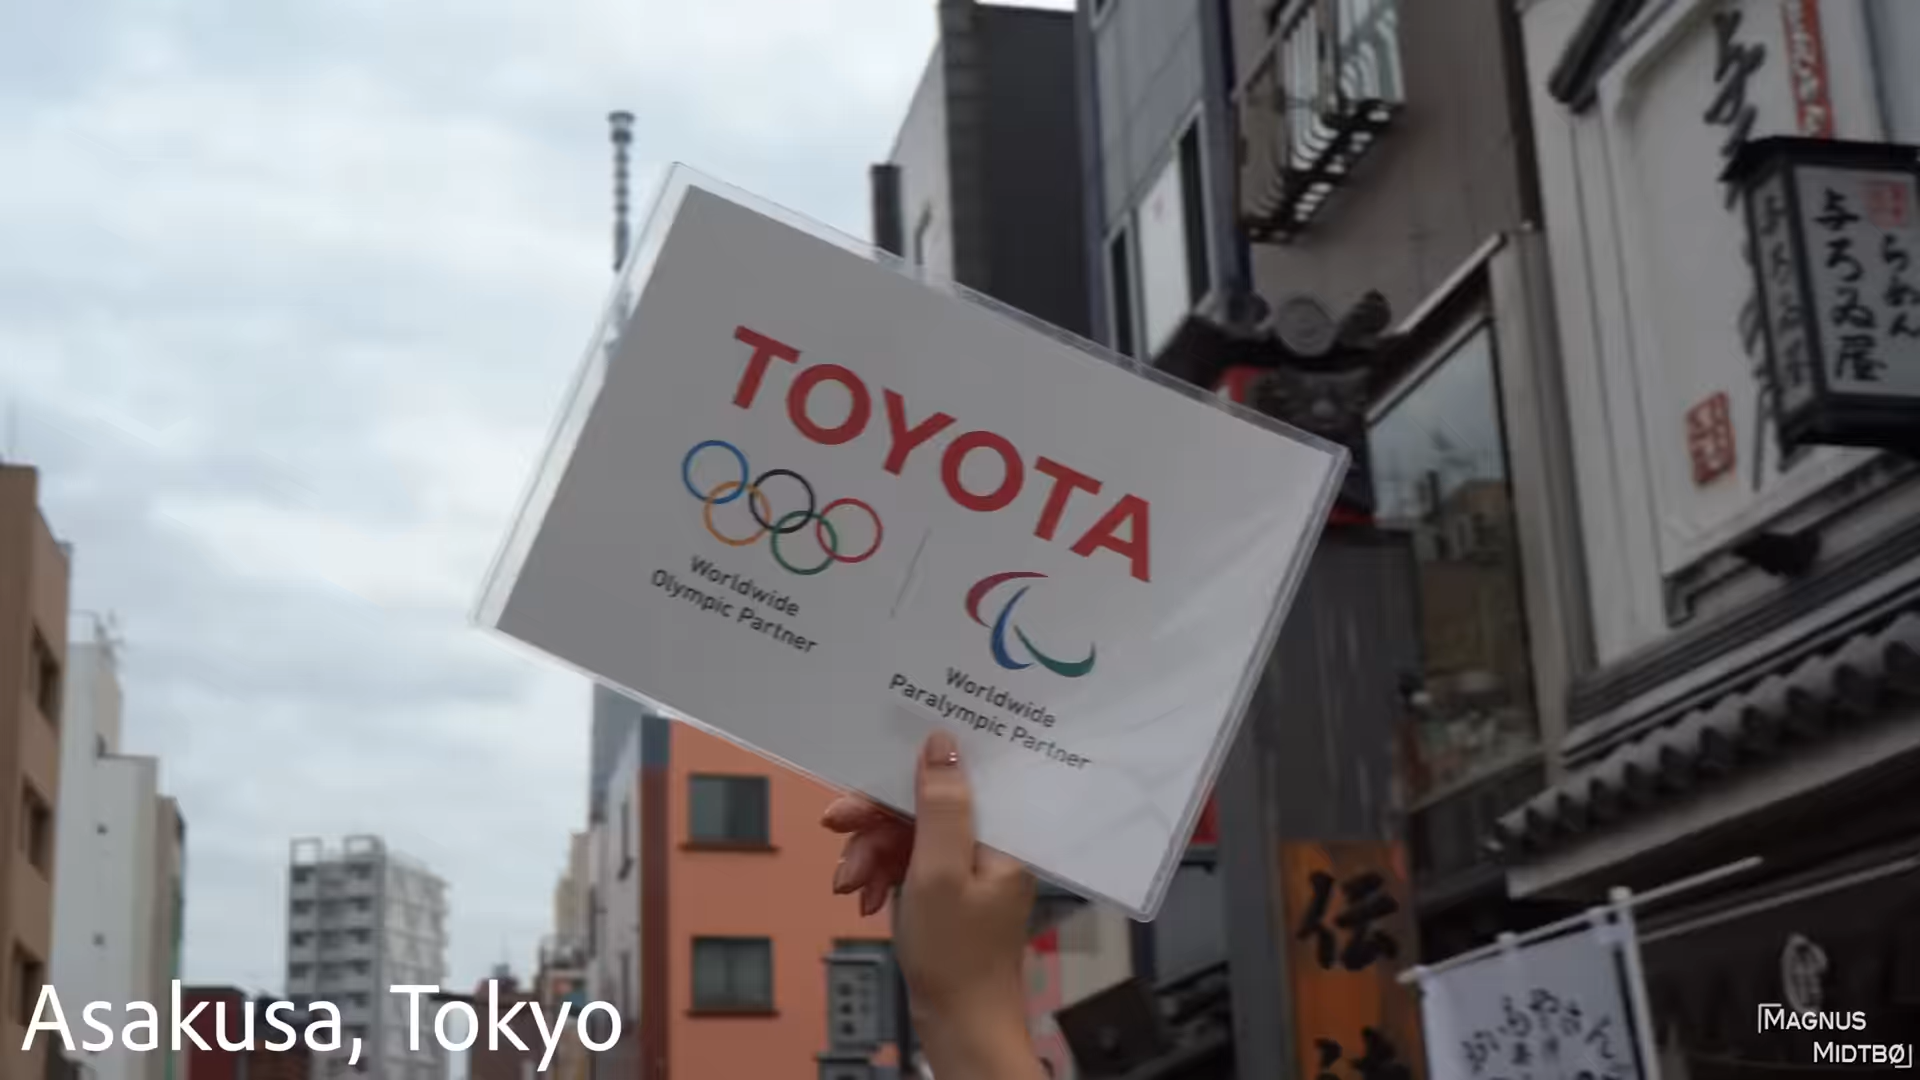 TOYOTA
Worldwide
Olympic Partner
Worldwide
Paralympic Partner
らぁめん
与ろゐ屋
伝
Asakusa, Tokyo
MAGNUS
MIDTBØ